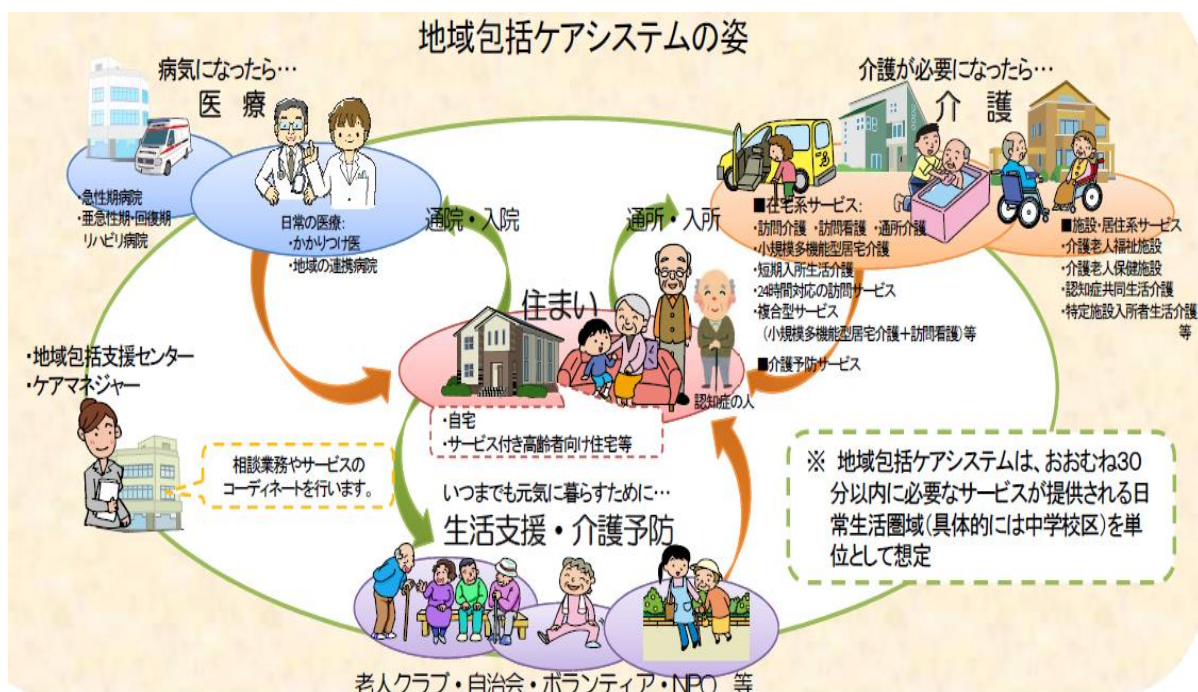 地域包括ケアシステムの姿
病気になったら…
医 療
・急性期病院
・亜急性期・回復期
リハビリ病院
日常の医療:
・かかりつけ医
・地域の連携病院
通院・入院
通所・入所
介護が必要になったら…
介 護
■在宅系サービス:
・訪問介護 ・訪問看護 ・通所介護
・小規模多機能型居宅介護
・短期入所生活介護
・24時間対応の訪問サービス
・複合型サービス
(小規模多機能型居宅介護+訪問看護)等
■介護予防サービス
■施設・居住系サービス
・介護老人福祉施設
・介護老人保健施設
・認知症共同生活介護
・特定施設入所者生活介護
等
住まい
認知症の人
・自宅
・サービス付き高齢者向け住宅等
・地域包括支援センター
・ケアマネジャー
相談業務やサービスの
コーディネートを行います。
いつまでも元気に暮らすために…
生活支援・介護予防
老人クラブ・自治会・ボランティア・NPO 等
※ 地域包括ケアシステムは、おおむね30
分以内に必要なサービスが提供される日
常生活圏域(具体的には中学校区)を単
位として想定